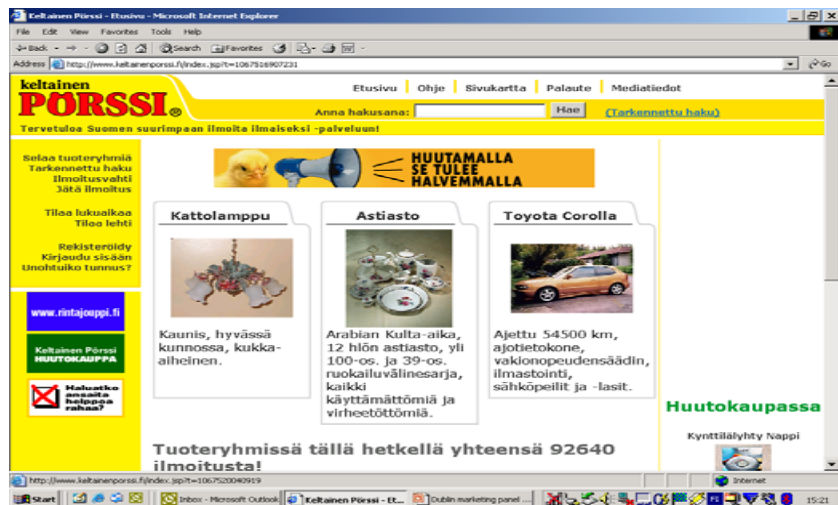 Keltainen Pörssi - Etusivu - Microsoft Internet Explorer
File Edit View Favorites Tools Help
Back Search Favorites
Address http://www.keltainenporssi.fi/index.jsp?t=1067516907231 Go
keltainen
PÖRSSI®
Etusivu Ohje Sivukartta Palaute Mediatiedot
Anna hakusana: Hae (Tarkennettu haku)
Tervetuloa Suomen suurimpaan ilmoita ilmaiseksi -palveluun!
Selaa tuoteryhmiä
Tarkennettu haku
Ilmoitusvahti
Jätä ilmoitus
Tilaa lukuaikaa
Tilaa lehti
Rekisteröidy
Kirjaudu sisään
Unohtuiko tunnus?
www.rintajouppi.fi
Keltainen Pörssi
HUUTOKAUPPA
Haluatko
ansaita
helppoa
rahaa?
HUUTAMALLA
SE TULEE
HALVEMMALLA
Kattolamppu
Kaunis, hyvässä
kunnossa, kukka-
aiheinen.
Astiasto
Arabian Kulta-aika,
12 hlön astiasto, yli
100-os. ja 39-os.
ruokailuvälinesarja,
kaikki
käyttämättömiä ja
virheetöttömiä.
Toyota Corolla
Ajettu 54500 km,
ajotietokone,
vakionopeudensäädin,
ilmastointi,
sähköpeilit ja -lasit.
Huutokaupassa
Kynttilälyhty Nappi
Tuoteryhmissä tällä hetkellä yhteensä 92640
ilmoitusta!
http://www.keltainenporssi.fi/index.jsp?t=1067520040919 Internet
Start Inbox - Microsoft Outlook Keltainen Pörssi - Et... Dublin marketing panel ... FI 15:21